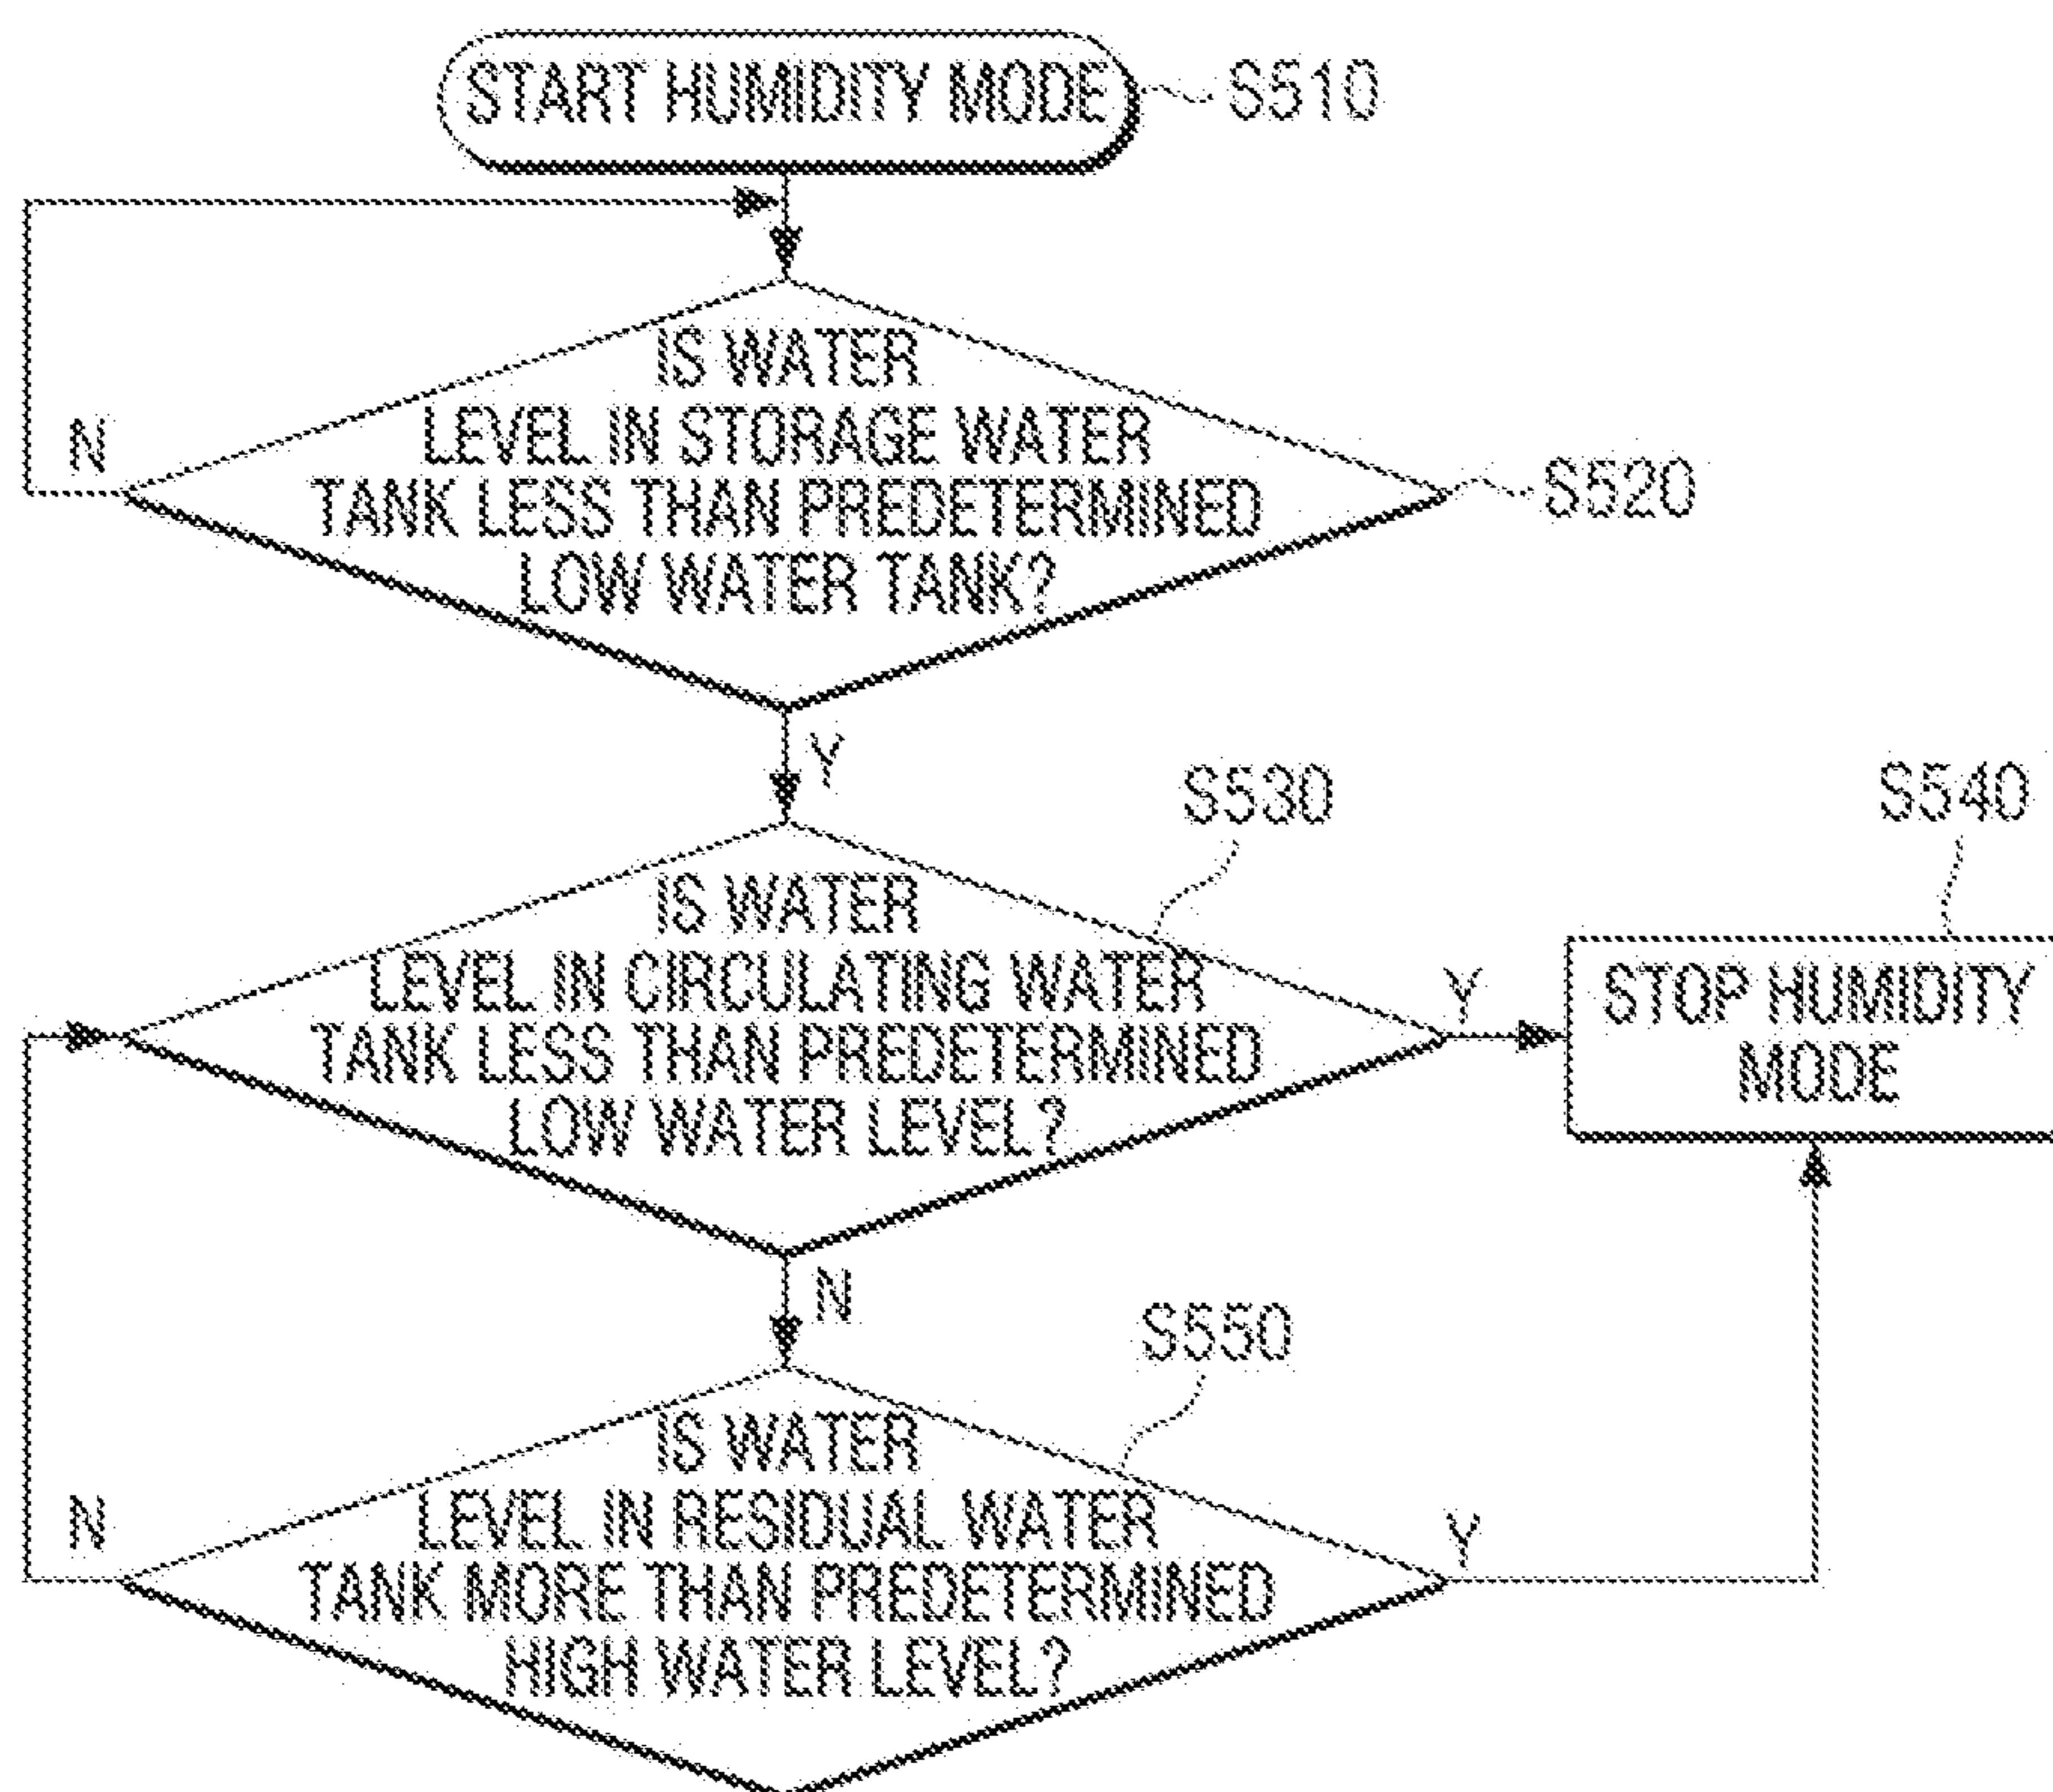 START HUMIDITY MODE
S510
IS WATER
LEVEL IN STORAGE WATER
TANK LESS THAN PREDETERMINED
LOW WATER TANK?
N
S520
Y
S530
S540
IS WATER
LEVEL IN CIRCULATING WATER
TANK LESS THAN PREDETERMINED
LOW WATER LEVEL?
Y
STOP HUMIDITY
MODE
N
S550
IS WATER
LEVEL IN RESIDUAL WATER
TANK MORE THAN PREDETERMINED
HIGH WATER LEVEL?
N
Y